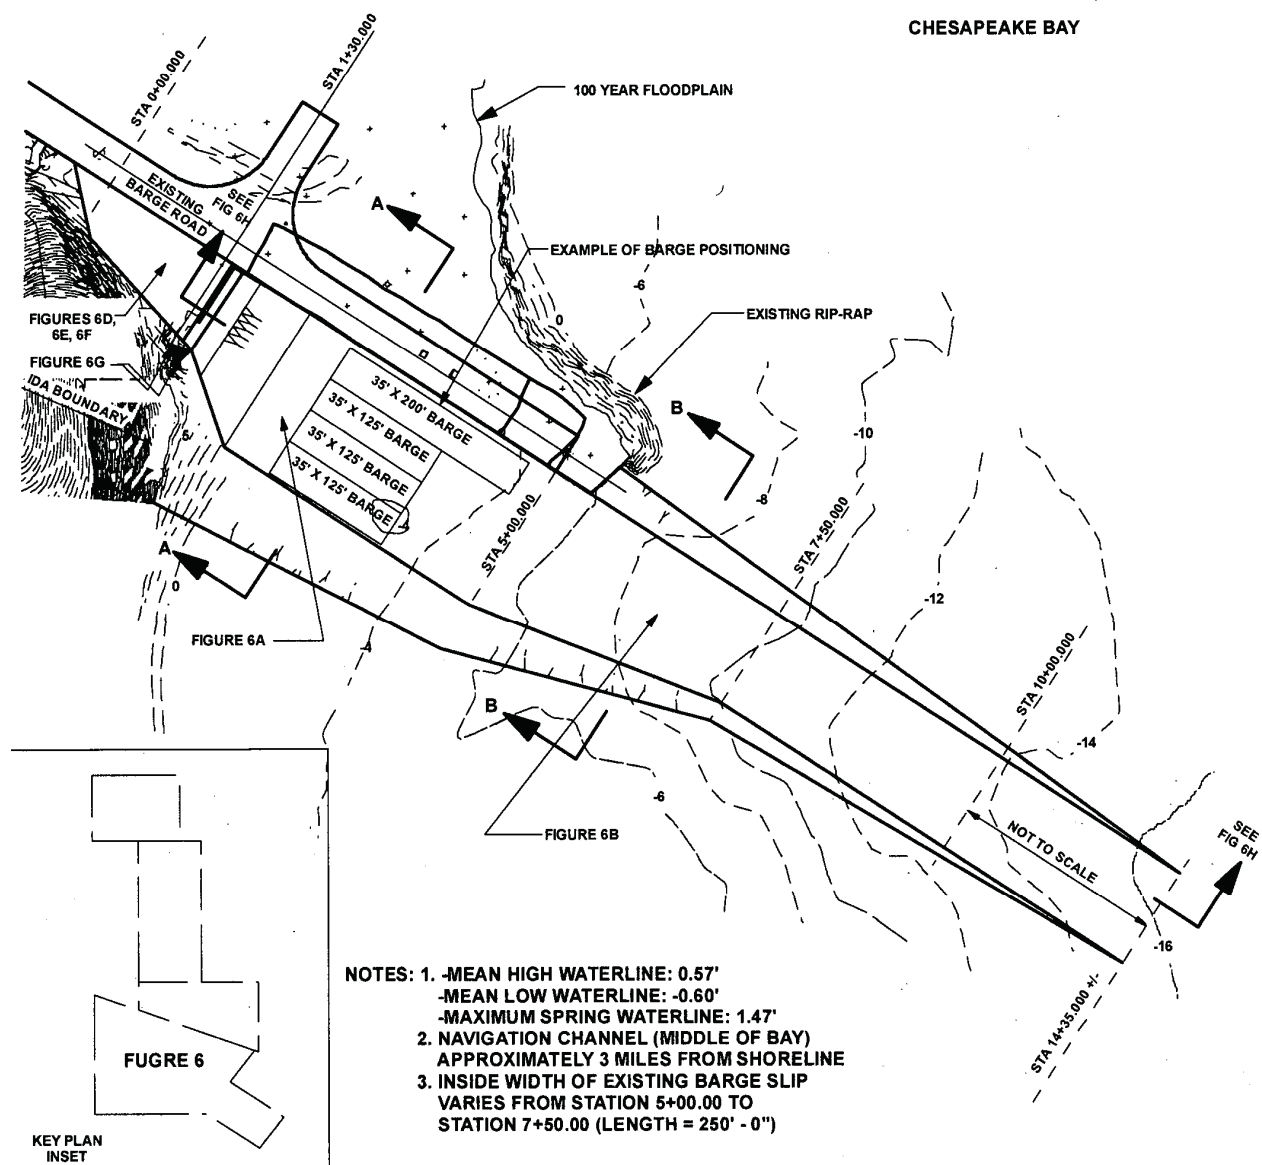 CHESAPEAKE BAY
STA 0+00.000
STA 1+30.000
100 YEAR FLOODPLAIN
EXISTING
BARGE ROAD
SEE
FIG 6H
A
EXAMPLE OF BARGE POSITIONING
-6
0
EXISTING RIP-RAP
FIGURES 6D,
6E, 6F
FIGURE 6G
IDA BOUNDARY
5
35' X 200' BARGE
35' X 125' BARGE
35' X 125' BARGE
35' X 125' BARGE
B
-10
-8
STA 5+00.000
STA 7+50.000
A
0
-12
FIGURE 6A
STA 10+00.000
B
-14
-6
FIGURE 6B
NOT TO SCALE
SEE
FIG 6H
-16
STA 14+35.000 +/-
NOTES: 1. -MEAN HIGH WATERLINE: 0.57'
-MEAN LOW WATERLINE: -0.60'
-MAXIMUM SPRING WATERLINE: 1.47'
2. NAVIGATION CHANNEL (MIDDLE OF BAY)
APPROXIMATELY 3 MILES FROM SHORELINE
3. INSIDE WIDTH OF EXISTING BARGE SLIP
VARIES FROM STATION 5+00.00 TO
STATION 7+50.00 (LENGTH = 250' - 0")
FUGRE 6
KEY PLAN
INSET